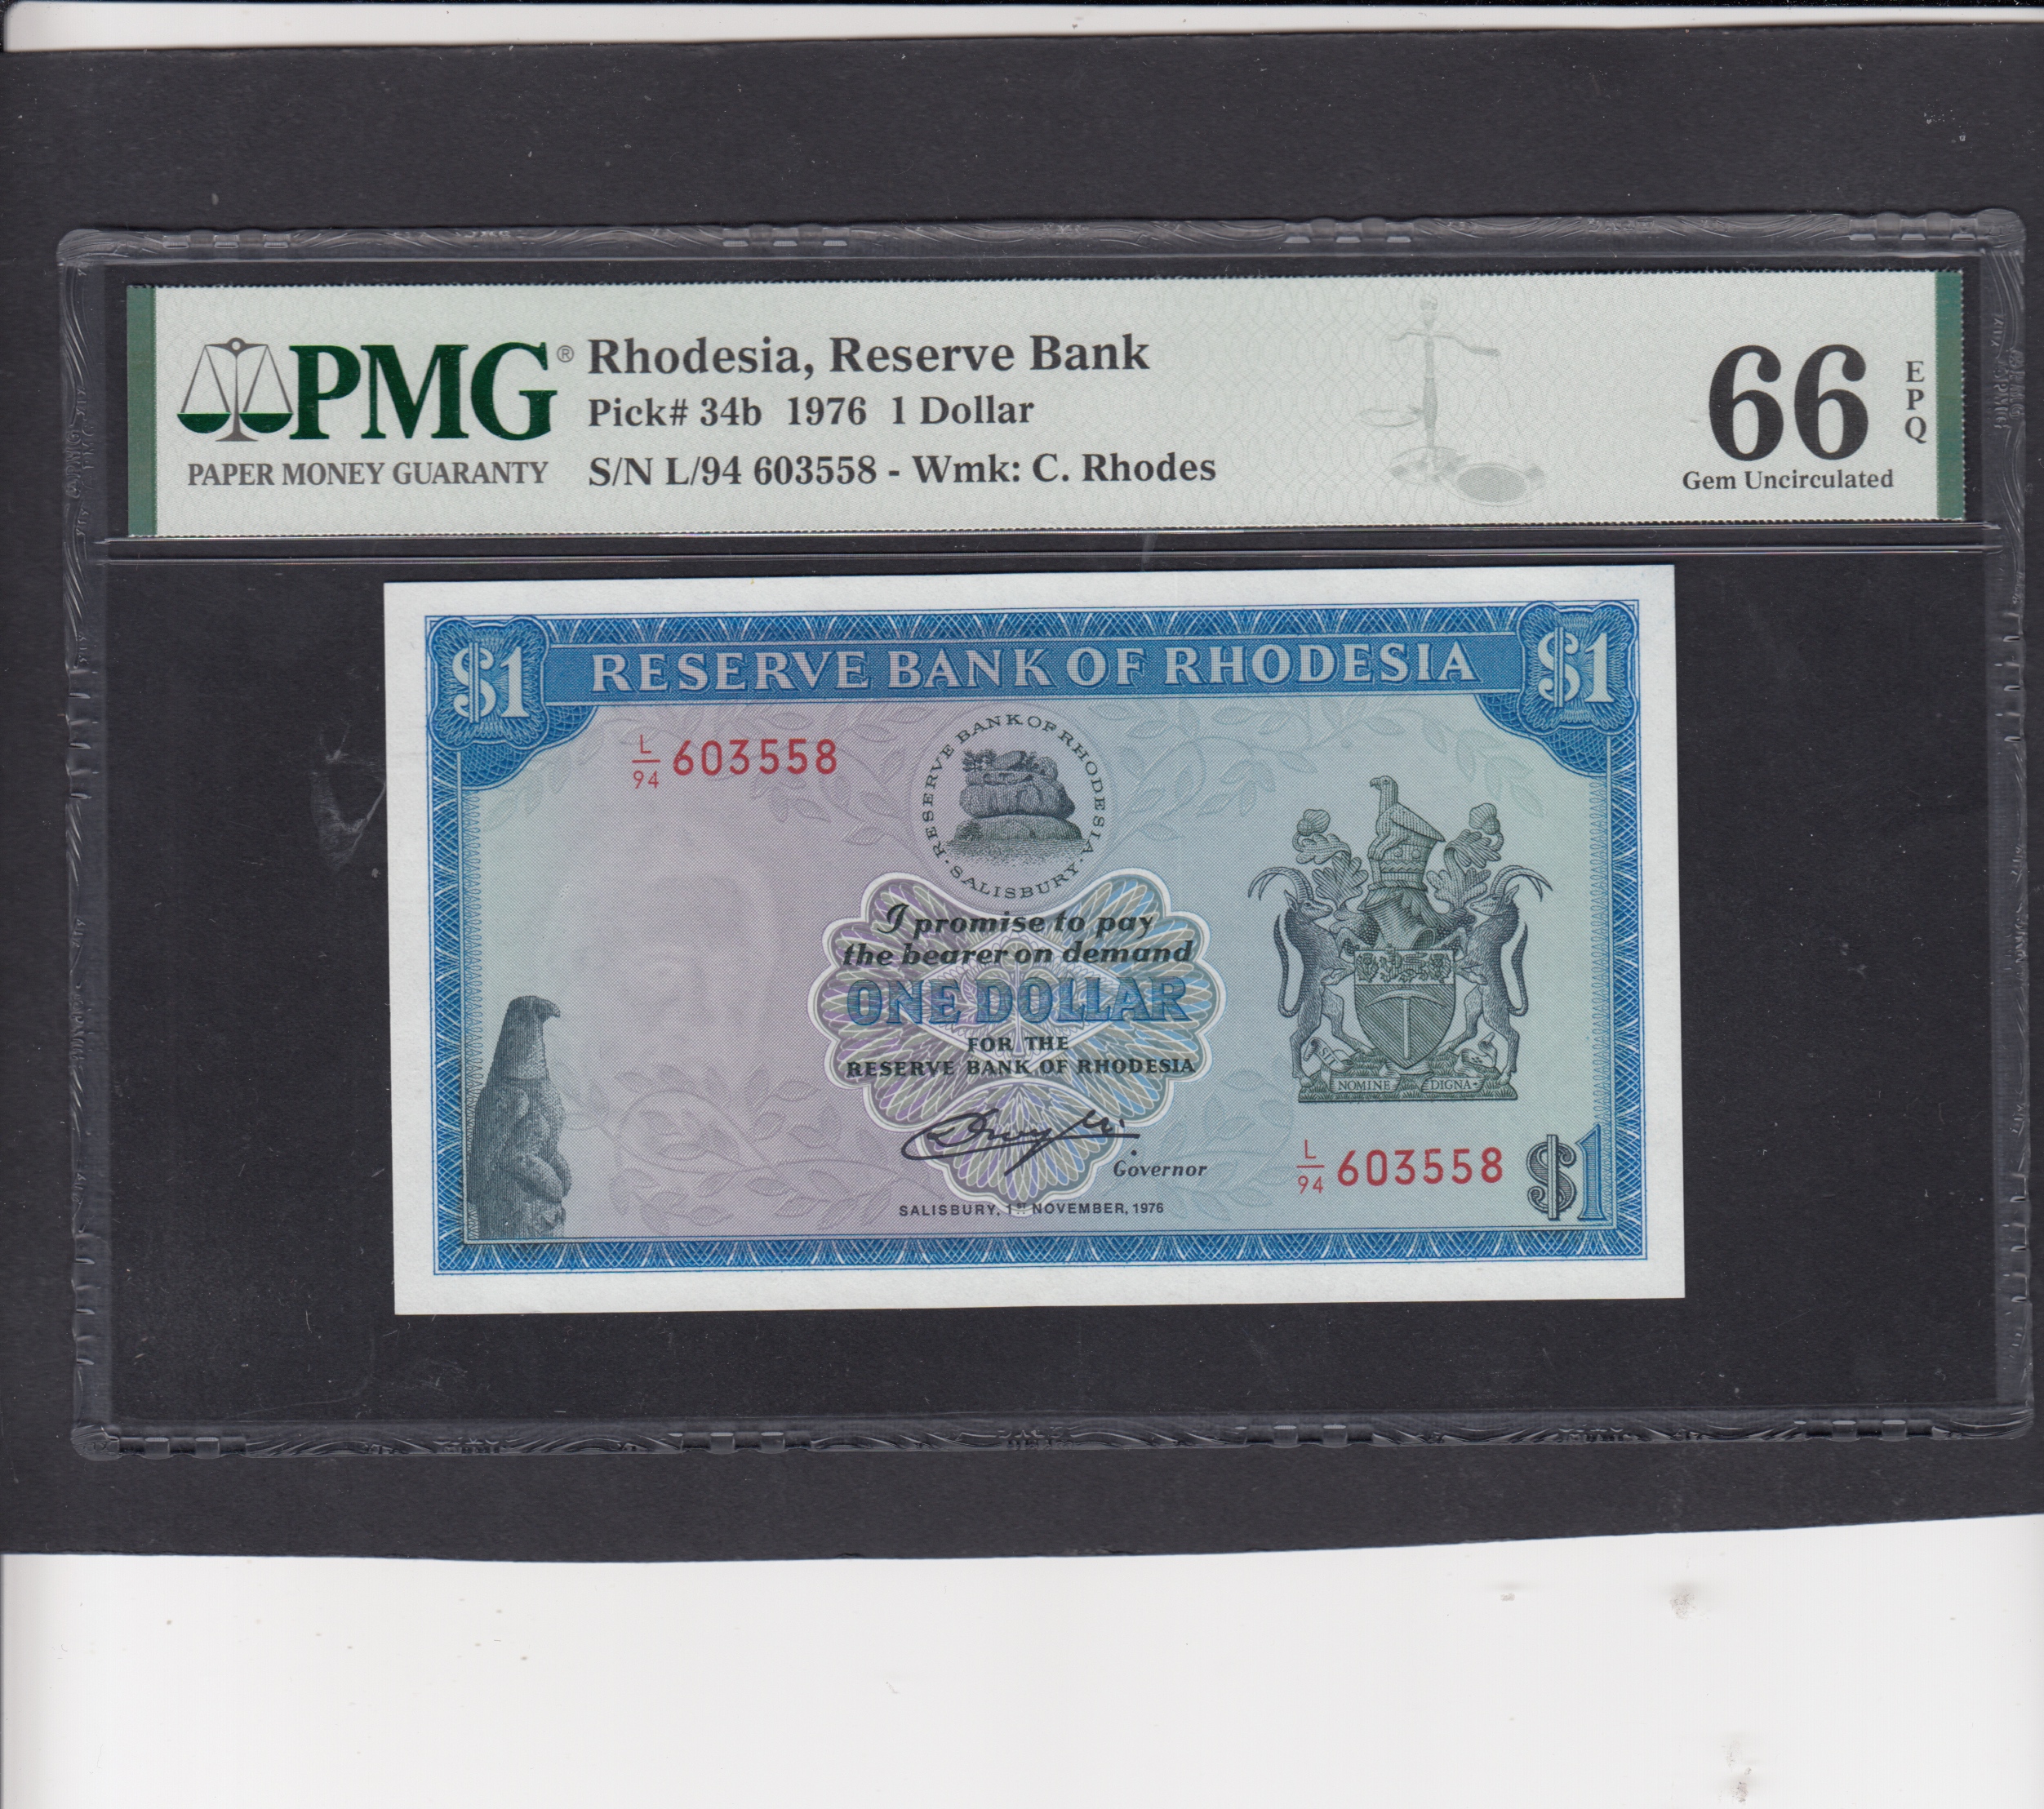 PMG®
PAPER MONEY GUARANTY
Rhodesia, Reserve Bank
Pick# 34b 1976 1 Dollar
S/N L/94 603558 - Wmk: C. Rhodes
66
EPQ
Gem Uncirculated
$1
RESERVE BANK OF RHODESIA
$1
L/94 603558
RESERVE BANK OF RHODESIA · SALISBURY ·
I promise to pay
the bearer on demand
ONE DOLLAR
FOR THE
RESERVE BANK OF RHODESIA
Governor
SALISBURY, 1ST NOVEMBER, 1976
NOMINE DIGNA
L/94 603558
$1